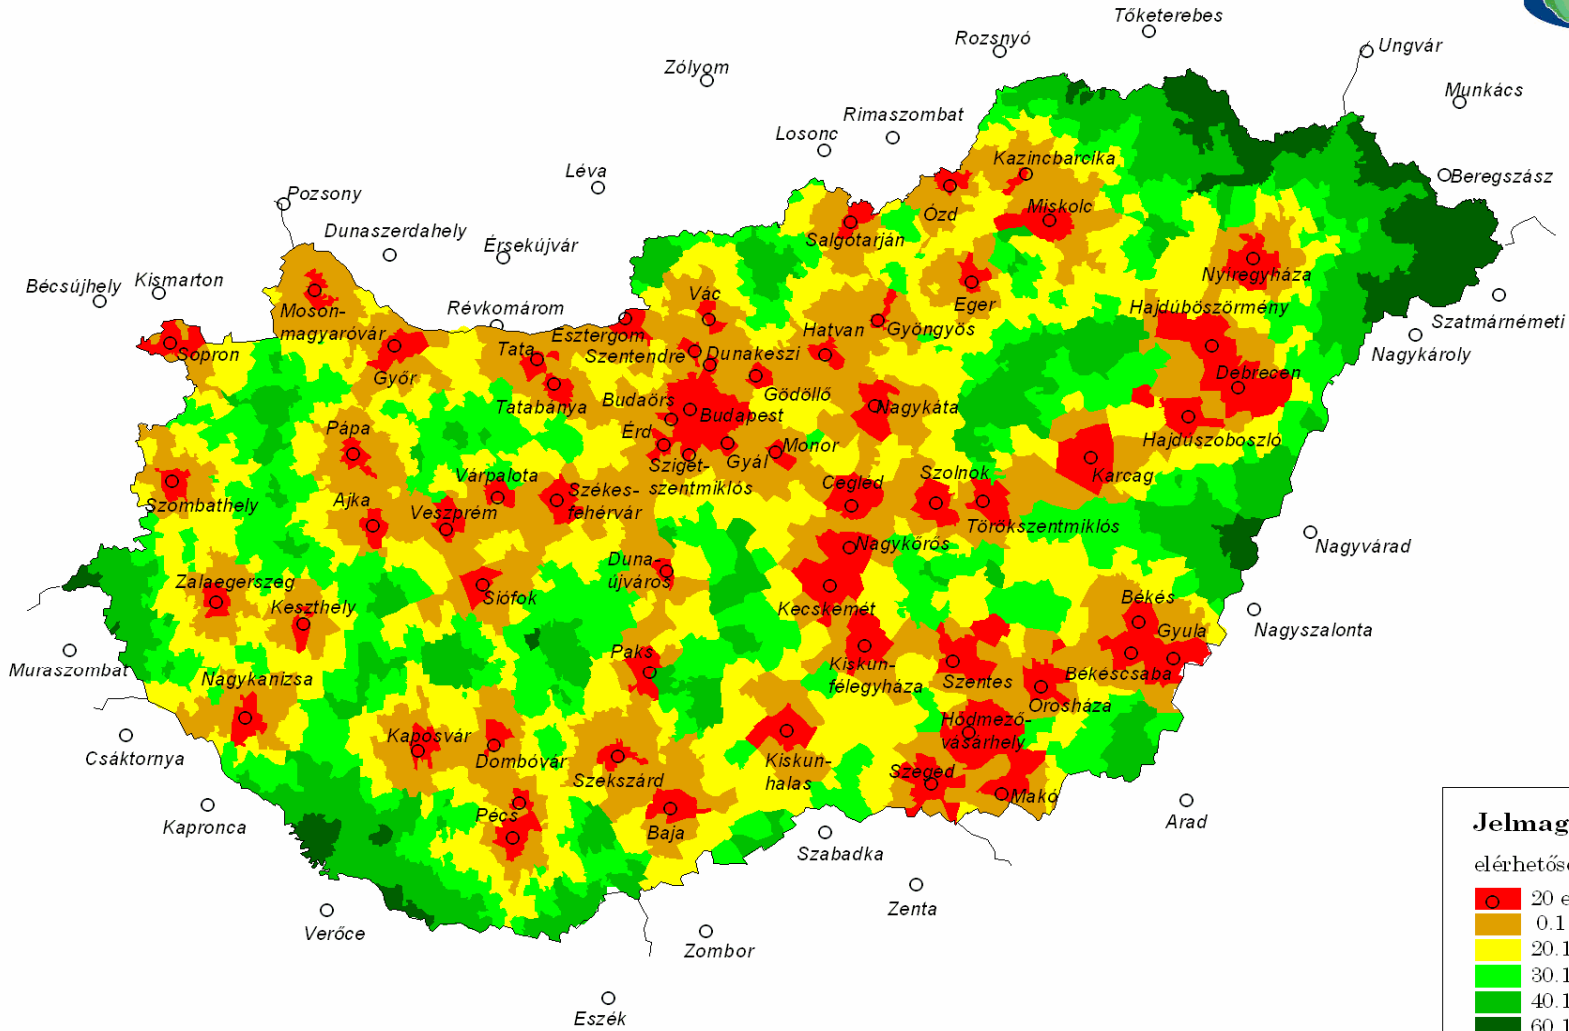 Tőketerebes
Rozsnyó
Ungvár
Zólyom
Munkács
Rimaszombat
Losonc
Kazincbarcika
Léva
Beregszász
Pozsony
Ózd
Miskolc
Dunaszerdahely
Salgótarján
Érsekújvár
Nyíregyháza
Bécsújhely
Kismarton
Vác
Eger
Hajdúböszörmény
Révkomárom
Moson-
magyaróvár
Esztergom
Hatvan
Gyöngyös
Szatmárnémeti
Sopron
Tata
Szentendre
Dunakeszi
Nagykároly
Győr
Debrecen
Tatabánya
Budaörs
Gödöllő
Nagykáta
Budapest
Pápa
Érd
Monor
Hajdúszoboszló
Sziget-
szentmiklós
Gyál
Várpalota
Szolnok
Karcag
Székes-
fehérvár
Cegléd
Szombathely
Ajka
Veszprém
Törökszentmiklós
Nagykőrös
Nagyvárad
Duna-
újváros
Zalaegerszeg
Keszthely
Siófok
Kecskemét
Békés
Gyula
Nagyszalonta
Muraszombat
Paks
Kiskun-
félegyháza
Nagykanizsa
Szentes
Békéscsaba
Orosháza
Hódmező-
vásárhely
Kaposvár
Csáktornya
Dombóvár
Szekszárd
Kiskun-
halas
Szeged
Makó
Pécs
Kapronca
Baja
Arad
Szabadka
Zenta
Verőce
Zombor
Eszék
Jelmag
elérhetős
20 e
0.1
20.1
30.1
40.1
60.1